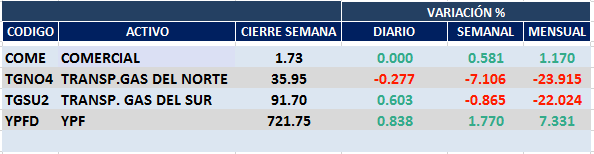 VARIACIÓN %
CODIGO ACTIVO CIERRE SEMANA DIARIO SEMANAL MENSUAL
COME COMERCIAL 1.73 0.000 0.581 1.170
TGNO4 TRANSP.GAS DEL NORTE 35.95 -0.277 -7.106 -23.915
TGSU2 TRANSP. GAS DEL SUR 91.70 0.603 -0.865 -22.024
YPFD YPF 721.75 0.838 1.770 7.331